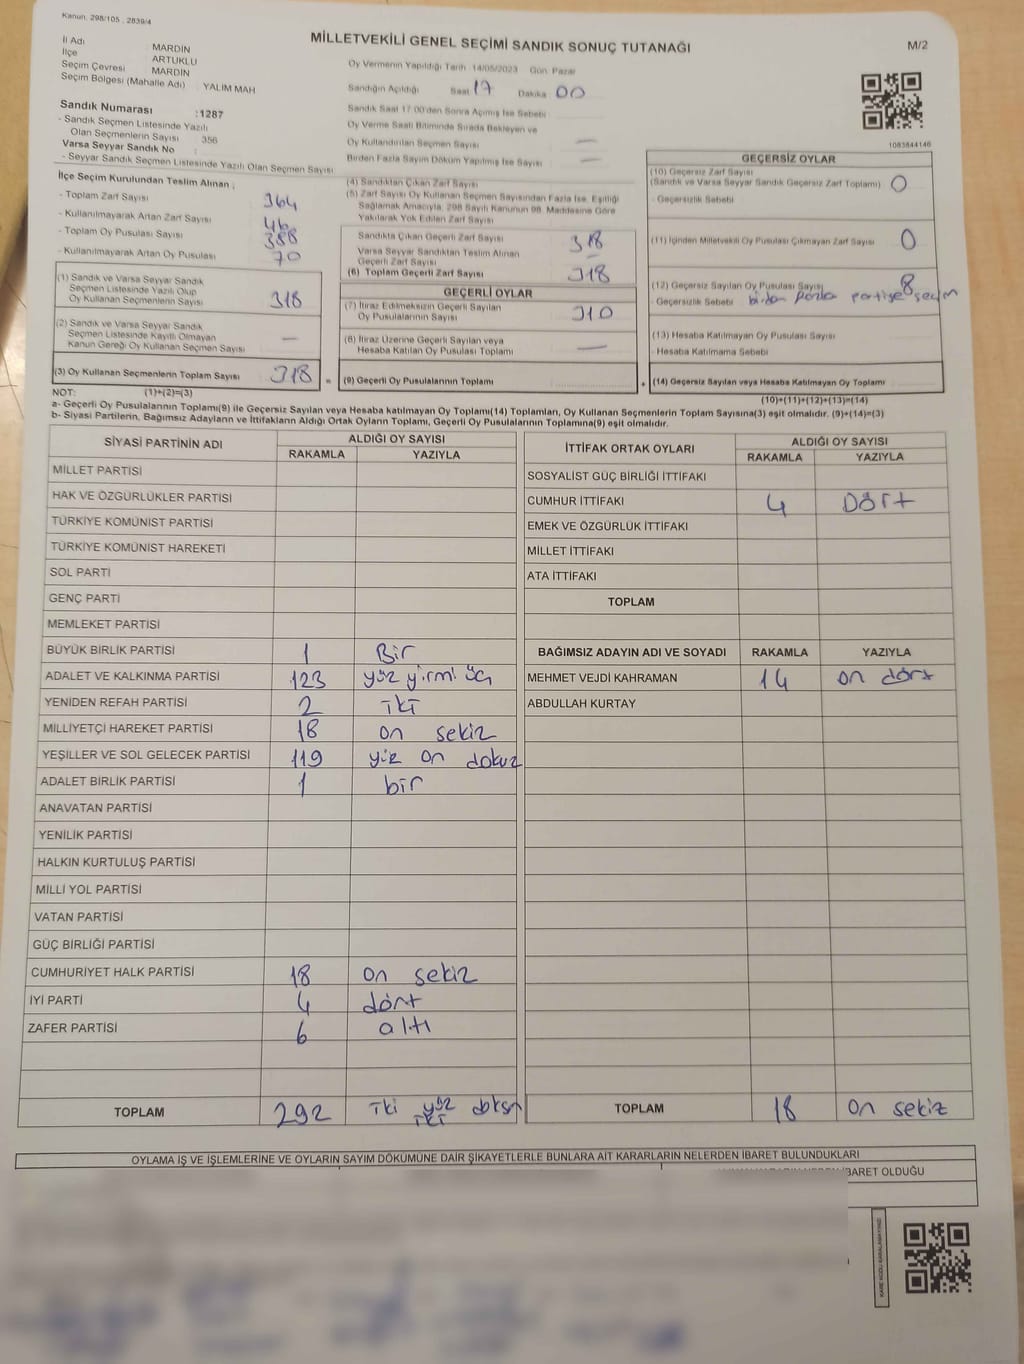 Kanun. 298/105 , 2839/4
MİLLETVEKİLİ GENEL SEÇİMİ SANDIK SONUÇ TUTANAĞI
M/2
İl Adı MARDİN
İlçe ARTUKLU
Seçim Çevresi MARDİN
Seçim Bölgesi (Mahalle Adı) : YALIM MAH
Sandık Numarası :1287
- Sandık Seçmen Listesinde Yazılı
Olan Seçmenlerin Sayısı : 356
Varsa Seyyar Sandık No
- Seyyar Sandık Seçmen Listesinde Yazılı Olan Seçmen Sayısı
Oy Vermenin Yapıldığı Tarih :14/05/2023 Gün: Pazar
Sandığın Açıldığı Saat 17 Dakika 00
Sandık Saat 17:00'den Sonra Açımış İse Sebebi
Oy Verme Saati Bitiminde Sırada Bekleyen ve
Oy Kullandırılan Seçmen Sayısı —
Birden Fazla Sayım Döküm Yapılmış İse Sayısı —
1083844146
İlçe Seçim Kurulundan Teslim Alınan ;
- Toplam Zarf Sayısı 364
- Kullanılmayarak Artan Zarf Sayısı 46
- Toplam Oy Pusulası Sayısı 388
- Kullanılmayarak Artan Oy Pusulası 70
(1) Sandık ve Varsa Seyyar Sandık
Seçmen Listesinde Yazılı Olup
Oy Kullanan Seçmenlerin Sayısı 318
(2) Sandık ve Varsa Seyyar Sandık
Seçmen Listesinde Kayıtlı Olmayan
Kanun Gereği Oy Kullanan Seçmen Sayısı —
(3) Oy Kullanan Seçmenlerin Toplam Sayısı 318 =
(4) Sandıktan Çıkan Zarf Sayısı
(5) Zarf Sayısı Oy Kullanan Seçmen Sayısından Fazla İse, Eşitliği
Sağlamak Amacıyla, 298 Sayılı Kanunun 98. Maddesine Göre
Yakılarak Yok Edilen Zarf Sayısı
Sandıkta Çıkan Geçerli Zarf Sayısı 318
Varsa Seyyar Sandıktan Teslim Alınan
Geçerli Zarf Sayısı —
(6) Toplam Geçerli Zarf Sayısı 318
GEÇERLİ OYLAR
(7) İtiraz Edilmeksizin Geçerli Sayılan
Oy Pusulalarının Sayısı 310
(8) İtiraz Üzerine Geçerli Sayılan veya
Hesaba Katılan Oy Pusulası Toplamı —
(9) Geçerli Oy Pusulalarının Toplamı +
GEÇERSİZ OYLAR
(10) Geçersiz Zarf Sayısı
(Sandık ve Varsa Seyyar Sandık Geçersiz Zarf Toplamı) 0
- Geçersizlik Sebebi
(11) İçinden Milletvekili Oy Pusulası Çıkmayan Zarf Sayısı 0
(12) Geçersiz Sayılan Oy Pusulası Sayısı 8
- Geçersizlik Sebebi birden fazla partiye seçim
(13) Hesaba Katılmayan Oy Pusulası Sayısı
- Hesaba Katılmama Sebebi
(14) Geçersiz Sayılan veya Hesaba Katılmayan Oy Toplamı
NOT: (1)+(2)=(3)
(10)+(11)+(12)+(13)=(14)
a- Geçerli Oy Pusulalarının Toplamı(9) ile Geçersiz Sayılan veya Hesaba katılmayan Oy Toplamı(14) Toplamları, Oy Kullanan Seçmenlerin Toplam Sayısına(3) eşit olmalıdır. (9)+(14)=(3)
b- Siyasi Partilerin, Bağımsız Adayların ve İttifakların Aldığı Oyların Toplamı, Geçerli Oy Pusulalarının Toplamına(9) eşit olmalıdır.
SİYASİ PARTİNİN ADI ALDIĞI OY SAYISI
RAKAMLA YAZIYLA
MİLLET PARTİSİ
HAK VE ÖZGÜRLÜKLER PARTİSİ
TÜRKİYE KOMÜNİST PARTİSİ
TÜRKİYE KOMÜNİST HAREKETİ
SOL PARTİ
GENÇ PARTİ
MEMLEKET PARTİSİ
BÜYÜK BİRLİK PARTİSİ 1 Bir
ADALET VE KALKINMA PARTİSİ 123 yüz yirmi üç
YENİDEN REFAH PARTİSİ 2 İKİ
MİLLİYETÇİ HAREKET PARTİSİ 18 on sekiz
YEŞİLLER VE SOL GELECEK PARTİSİ 119 yüz on dokuz
ADALET BİRLİK PARTİSİ 1 bir
ANAVATAN PARTİSİ
YENİLİK PARTİSİ
HALKIN KURTULUŞ PARTİSİ
MİLLİ YOL PARTİSİ
VATAN PARTİSİ
GÜÇ BİRLİĞİ PARTİSİ
CUMHURİYET HALK PARTİSİ 18 on sekiz
İYİ PARTİ 4 dört
ZAFER PARTİSİ 6 altı
TOPLAM 292 İki yüz doksn
İKİ
İTTİFAK ORTAK OYLARI ALDIĞI OY SAYISI
RAKAMLA YAZIYLA
SOSYALİST GÜÇ BİRLİĞİ İTTİFAKI
CUMHUR İTTİFAKI 4 Dört
EMEK VE ÖZGÜRLÜK İTTİFAKI
MİLLET İTTİFAKI
ATA İTTİFAKI
TOPLAM
BAĞIMSIZ ADAYIN ADI VE SOYADI RAKAMLA YAZIYLA
MEHMET VEJDİ KAHRAMAN 14 on dört
ABDULLAH KURTAY
TOPLAM 18 on sekiz
OYLAMA İŞ VE İŞLEMLERİNE VE OYLARIN SAYIM DÖKÜMÜNE DAİR ŞİKAYETLERLE BUNLARA AİT KARARLARIN NELERDEN İBARET BULUNDUKLARI
İBARET OLDUĞU
KARE KODU KARALAMAYINIZ